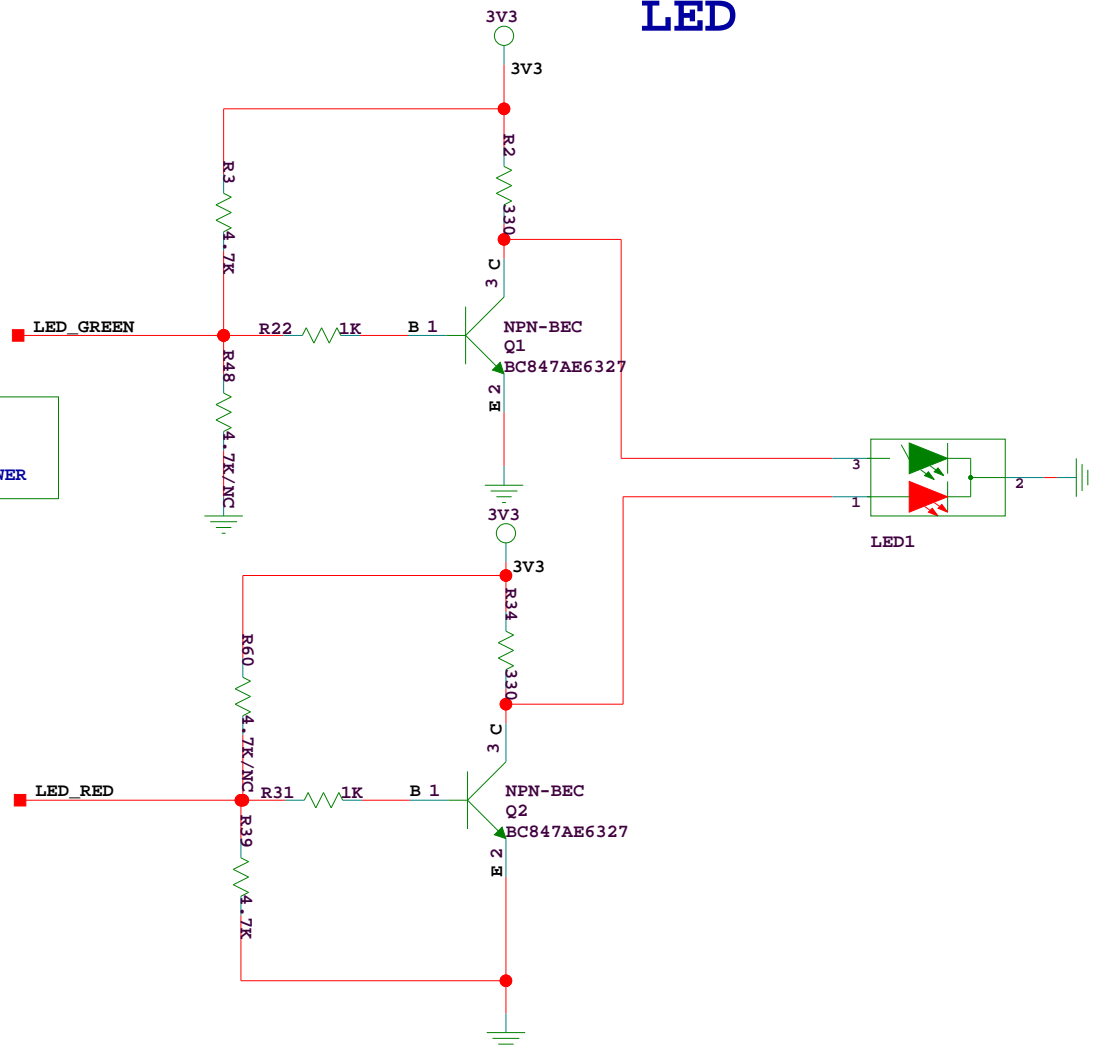 LED
3V3
3V3
R2
330
R3
4.7K
3 C
LED_GREEN
R22
1K
B 1
NPN-BEC
Q1
BC847AE6327
R48
4.7K/NC
E 2
WER
3
1
2
LED1
3V3
3V3
R34
330
R60
4.7K/NC
3 C
LED_RED
R31
1K
B 1
NPN-BEC
Q2
BC847AE6327
R39
4.7K
E 2